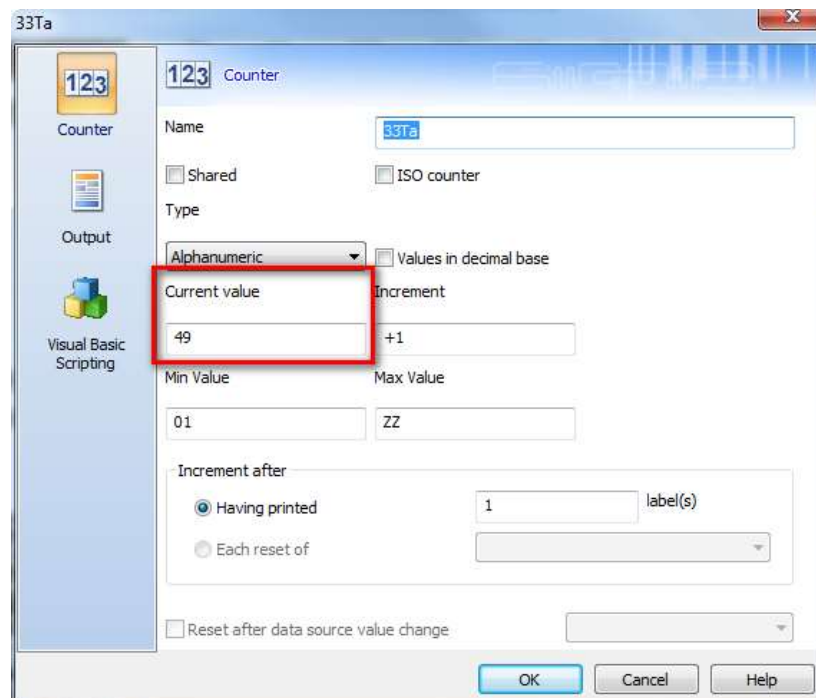 33Ta
123
Counter
Output
Visual Basic
Scripting
123 Counter
Name
33Ta
Shared
ISO counter
Type
Alphanumeric
Values in decimal base
Current value
Increment
49
+1
Min Value
Max Value
01
ZZ
Increment after
Having printed
1
label(s)
Each reset of
Reset after data source value change
OK
Cancel
Help